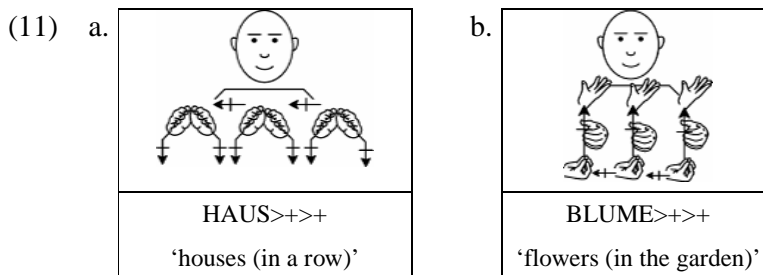 (11) a.
b.
HAUS>+>+
‘houses (in a row)’
BLUME>+>+
‘flowers (in the garden)’